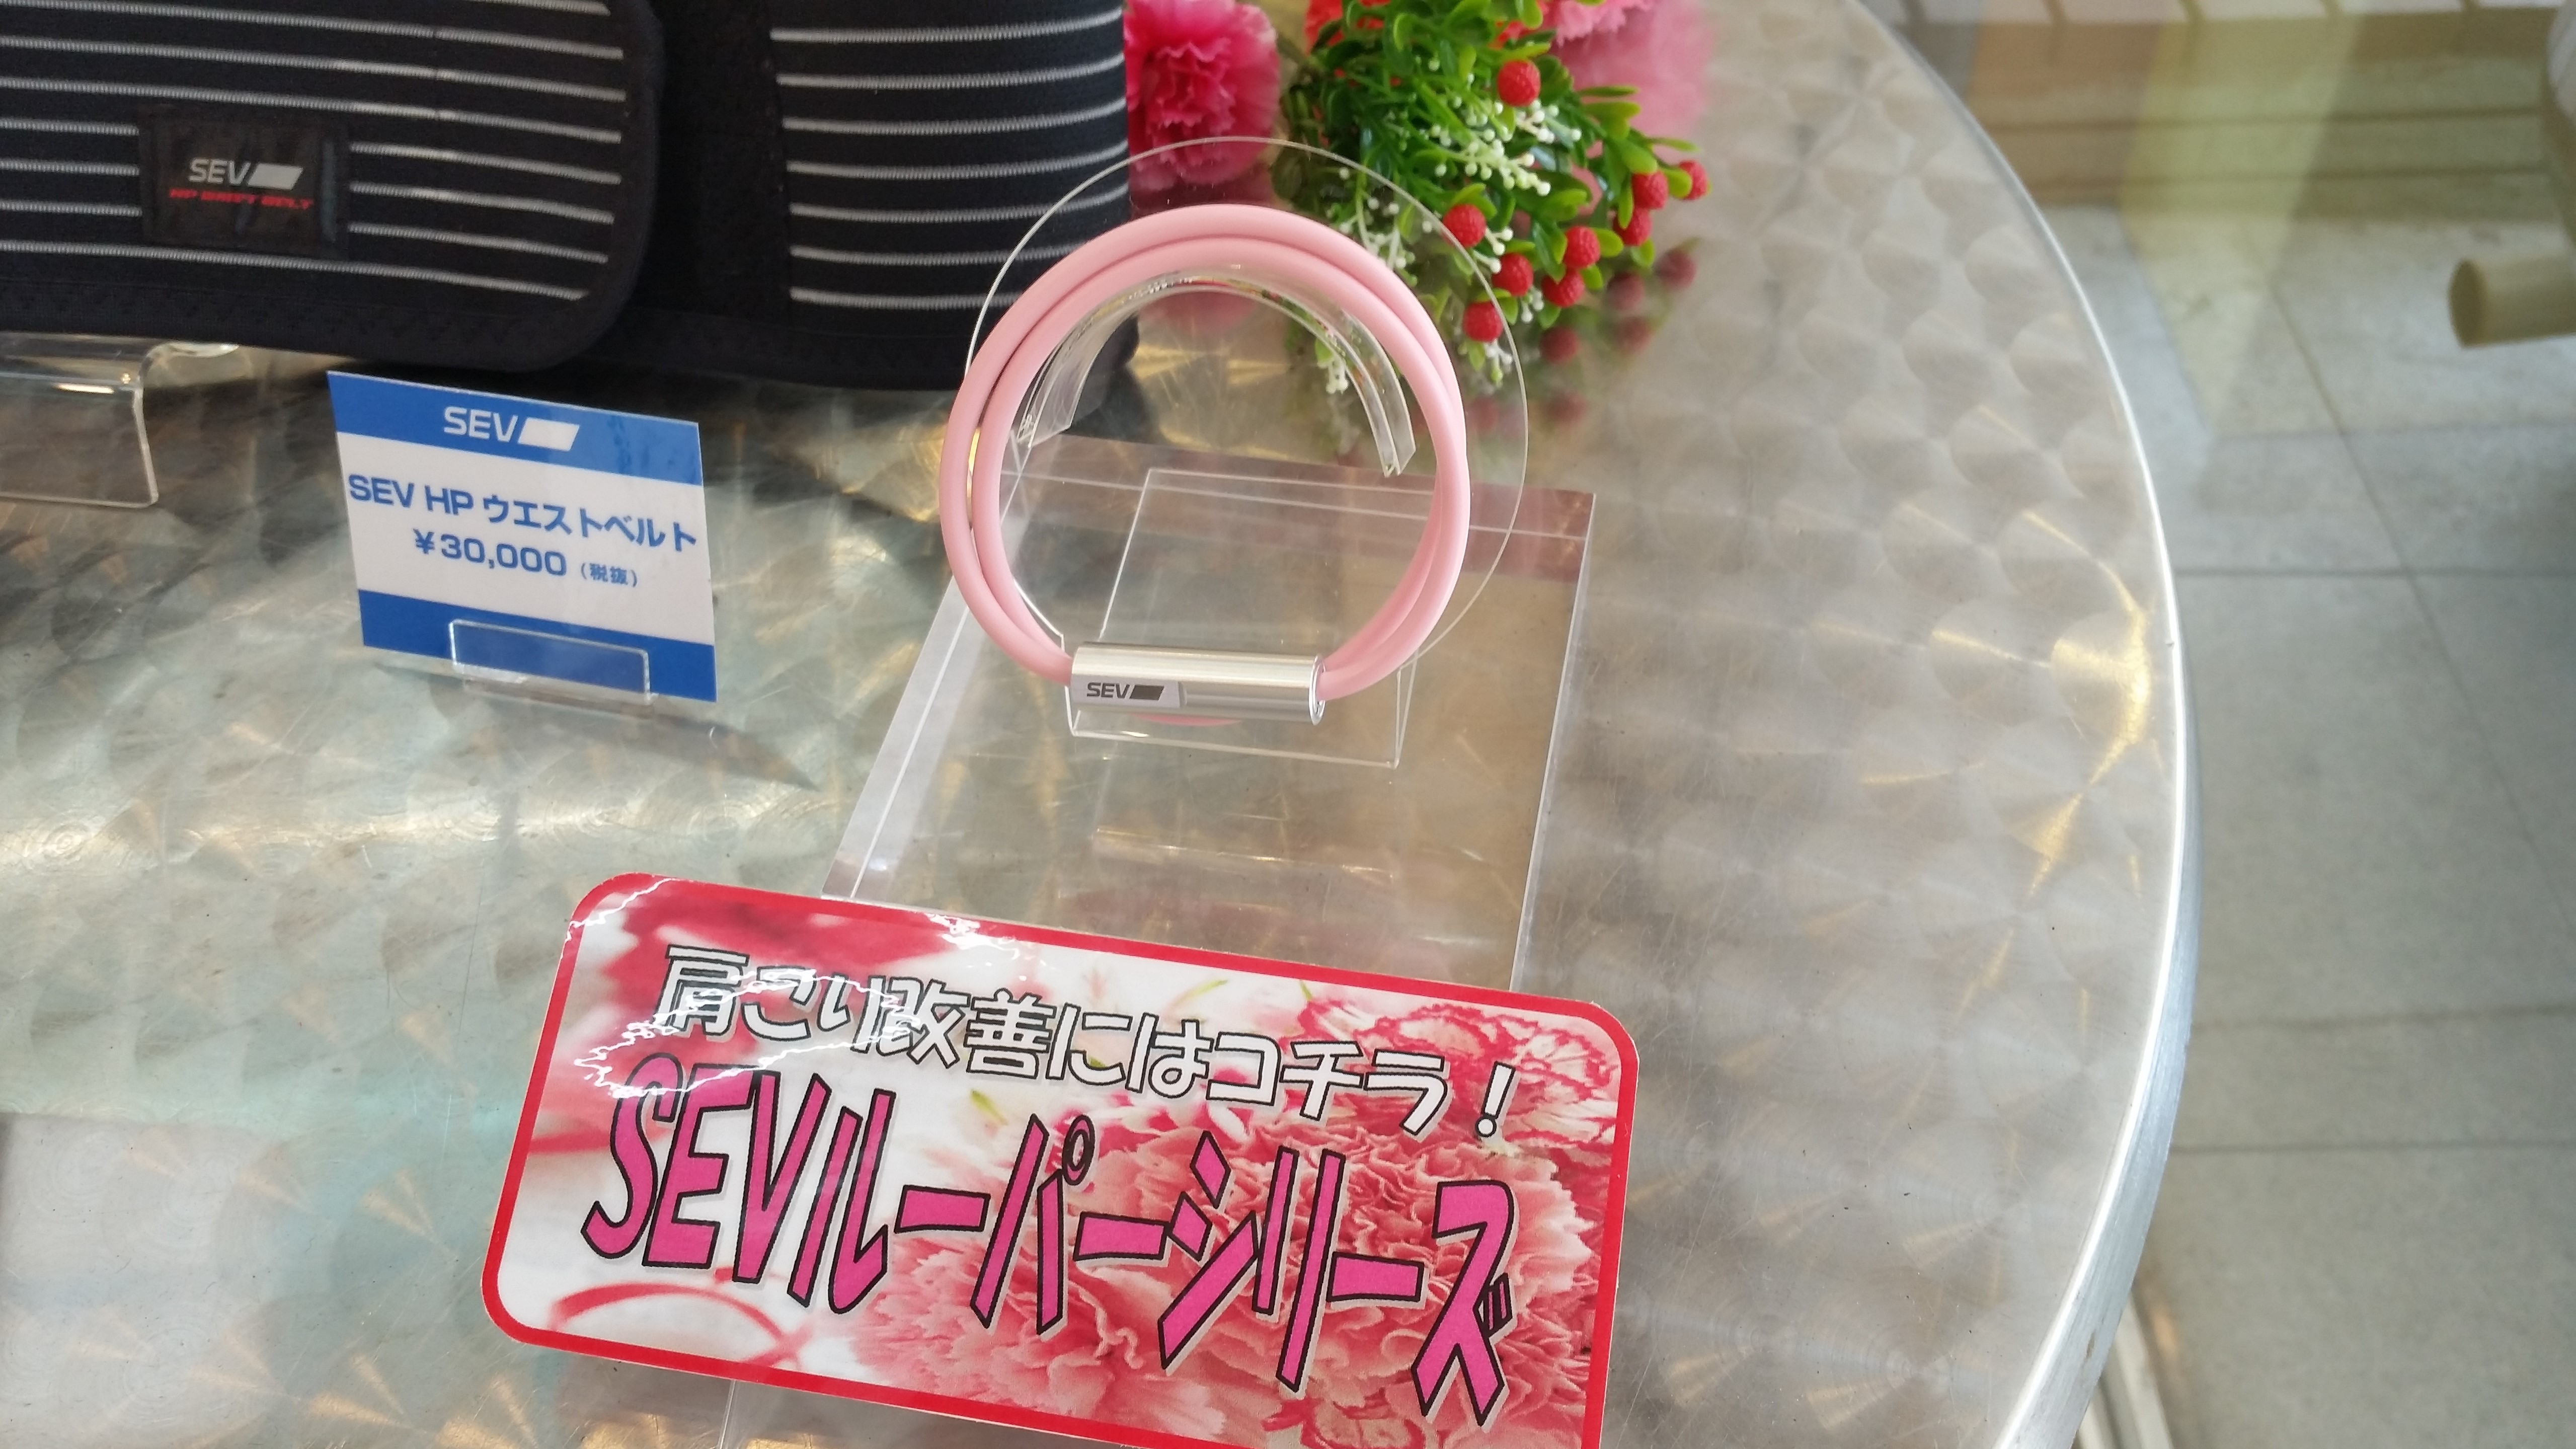 SEV
HP WAIST BELT
SEV
SEV HP ウエストベルト
¥30,000 (税抜)
SEV
肩こり改善にはコチラ!
SEVルーパーシリーズ